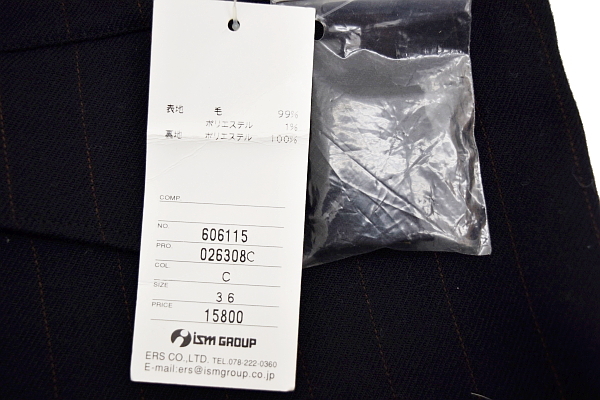 表地 毛 99%
ポリエステル 1%
裏地 ポリエステル 100%
COMP.
NO. 606115
PRO. 026308C
COL. C
SIZE 36
PRICE 15800
ism GROUP
ERS CO.,LTD. TEL.078-222-0360
E-mail:ers@ismgroup.co.jp